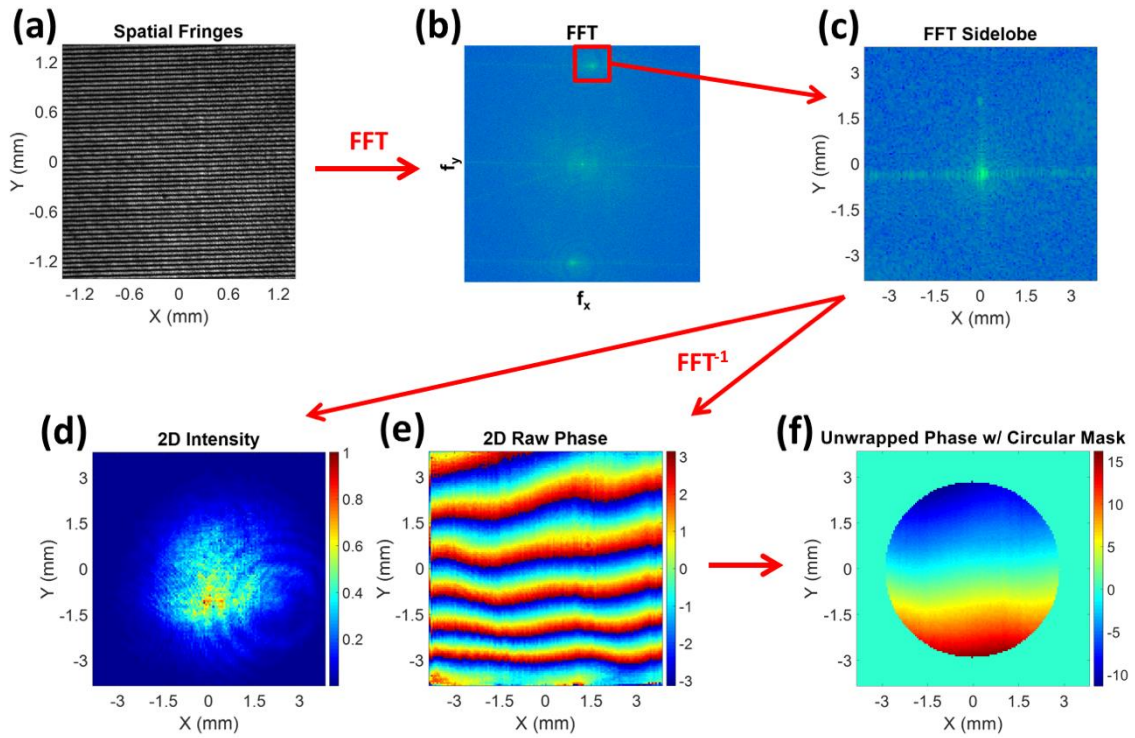 (a)
Spatial Fringes
1.2
0.6
0
-0.6
-1.2
Y (mm)
-1.2 -0.6 0 0.6 1.2
X (mm)
FFT
(b)
FFT
f_y
f_x
(c)
FFT Sidelobe
3
1.5
0
-1.5
-3
Y (mm)
-3 -1.5 0 1.5 3
X (mm)
FFT-1
(d)
2D Intensity
3
1.5
0
-1.5
-3
Y (mm)
-3 -1.5 0 1.5 3
X (mm)
1
0.8
0.6
0.4
0.2
(e)
2D Raw Phase
3
1.5
0
-1.5
-3
Y (mm)
-3 -1.5 0 1.5 3
X (mm)
3
2
1
0
-1
-2
-3
(f)
Unwrapped Phase w/ Circular Mask
3
1.5
0
-1.5
-3
Y (mm)
-3 -1.5 0 1.5 3
X (mm)
15
10
5
0
-5
-10